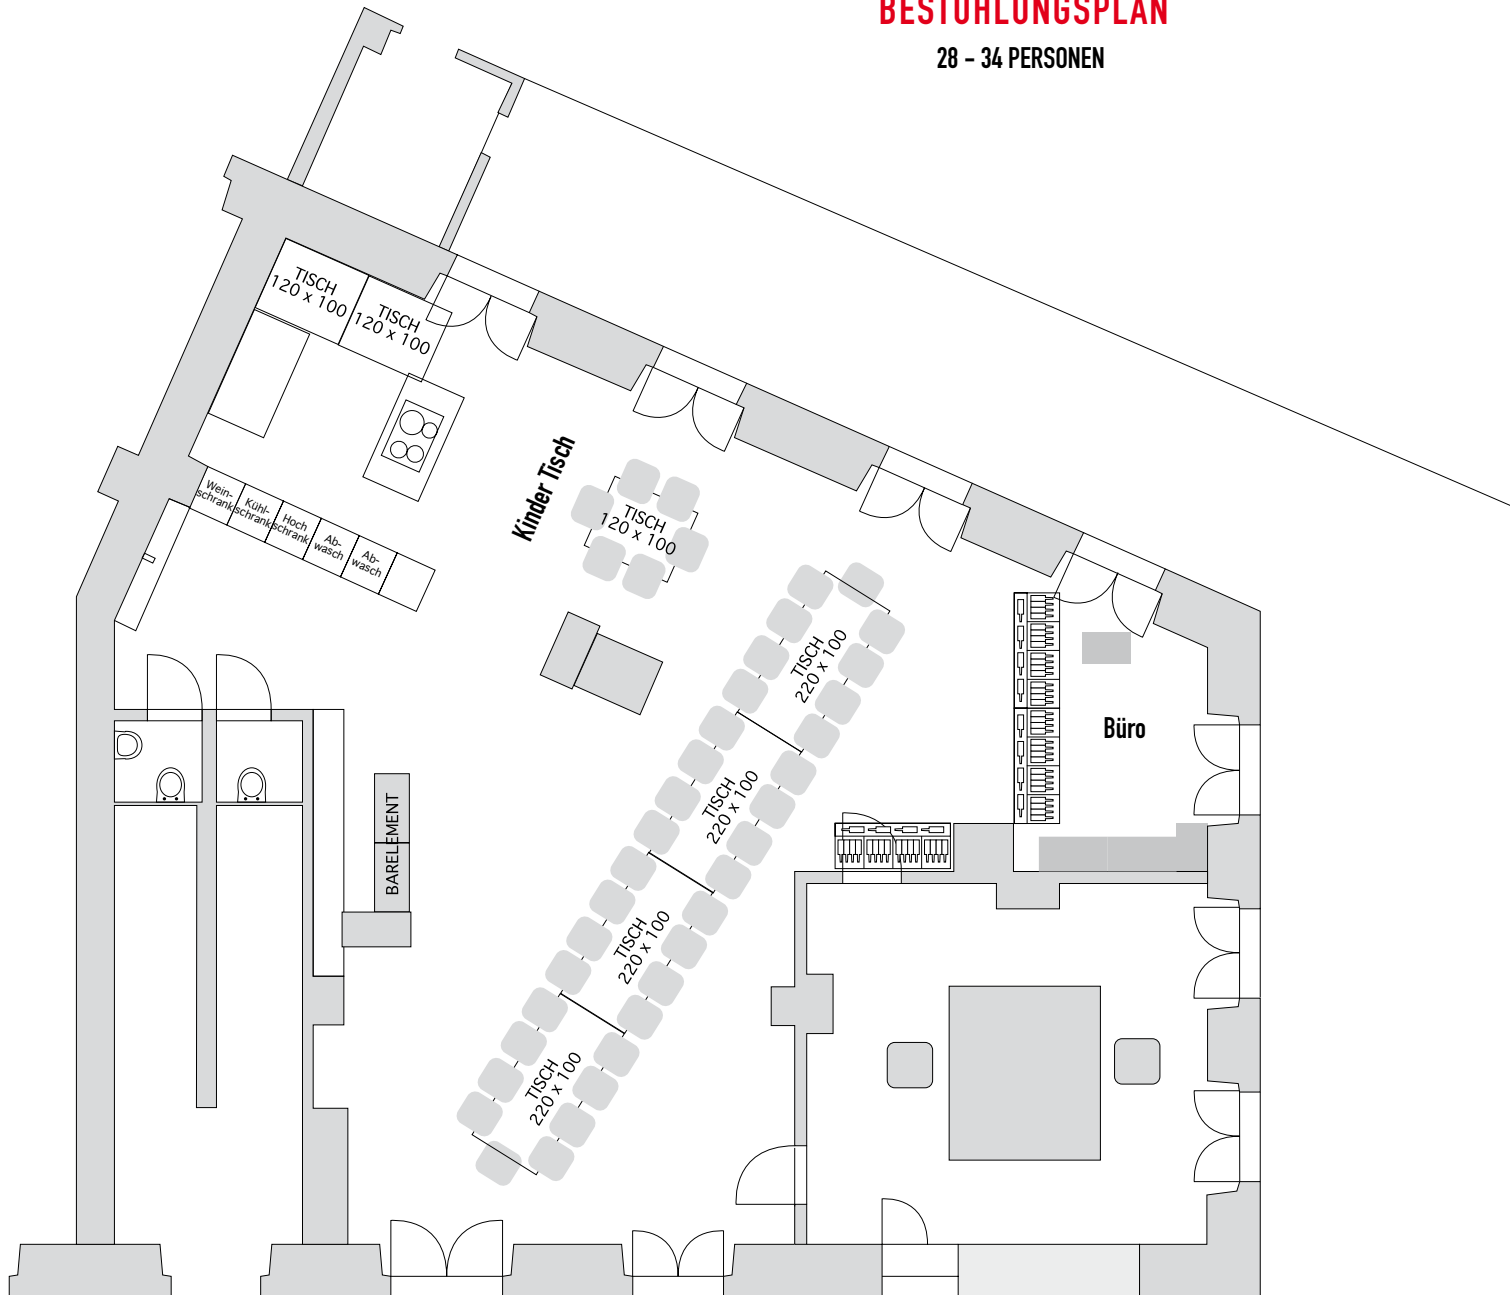 BESTUHLUNGSPLAN
28 – 34 PERSONEN
TISCH
120 x 100
TISCH
120 x 100
Kinder Tisch
Wein-
schrank
Kühl-
schrank
Hoch
schrank
Ab-
wasch
Ab-
wasch
TISCH
120 x 100
TISCH
220 x 100
Büro
TISCH
220 x 100
BARELEMENT
TISCH
220 x 100
TISCH
220 x 100